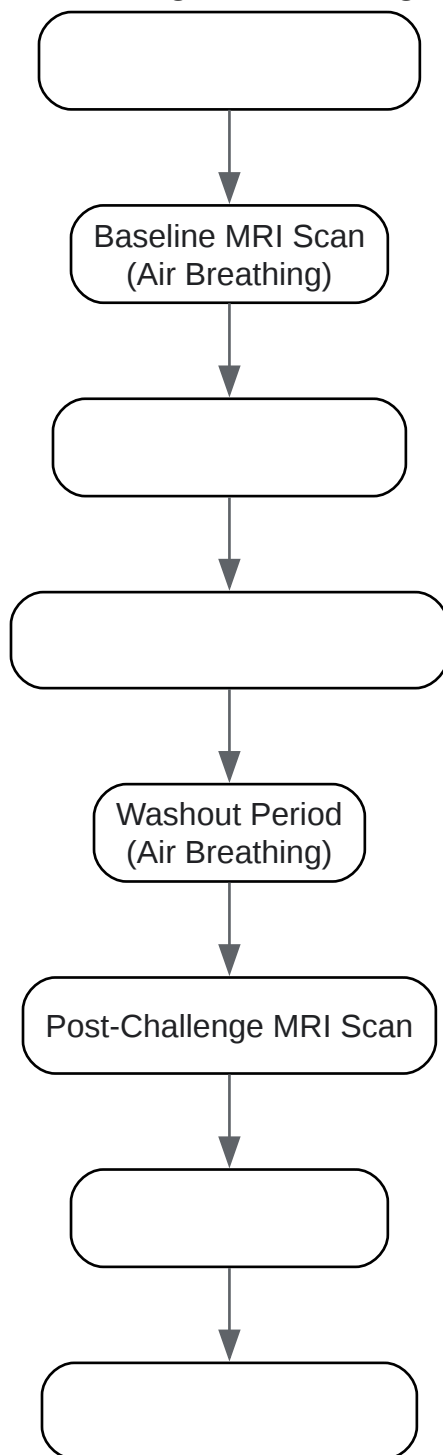 Baseline MRI Scan
(Air Breathing)
Washout Period
(Air Breathing)
Post-Challenge MRI Scan